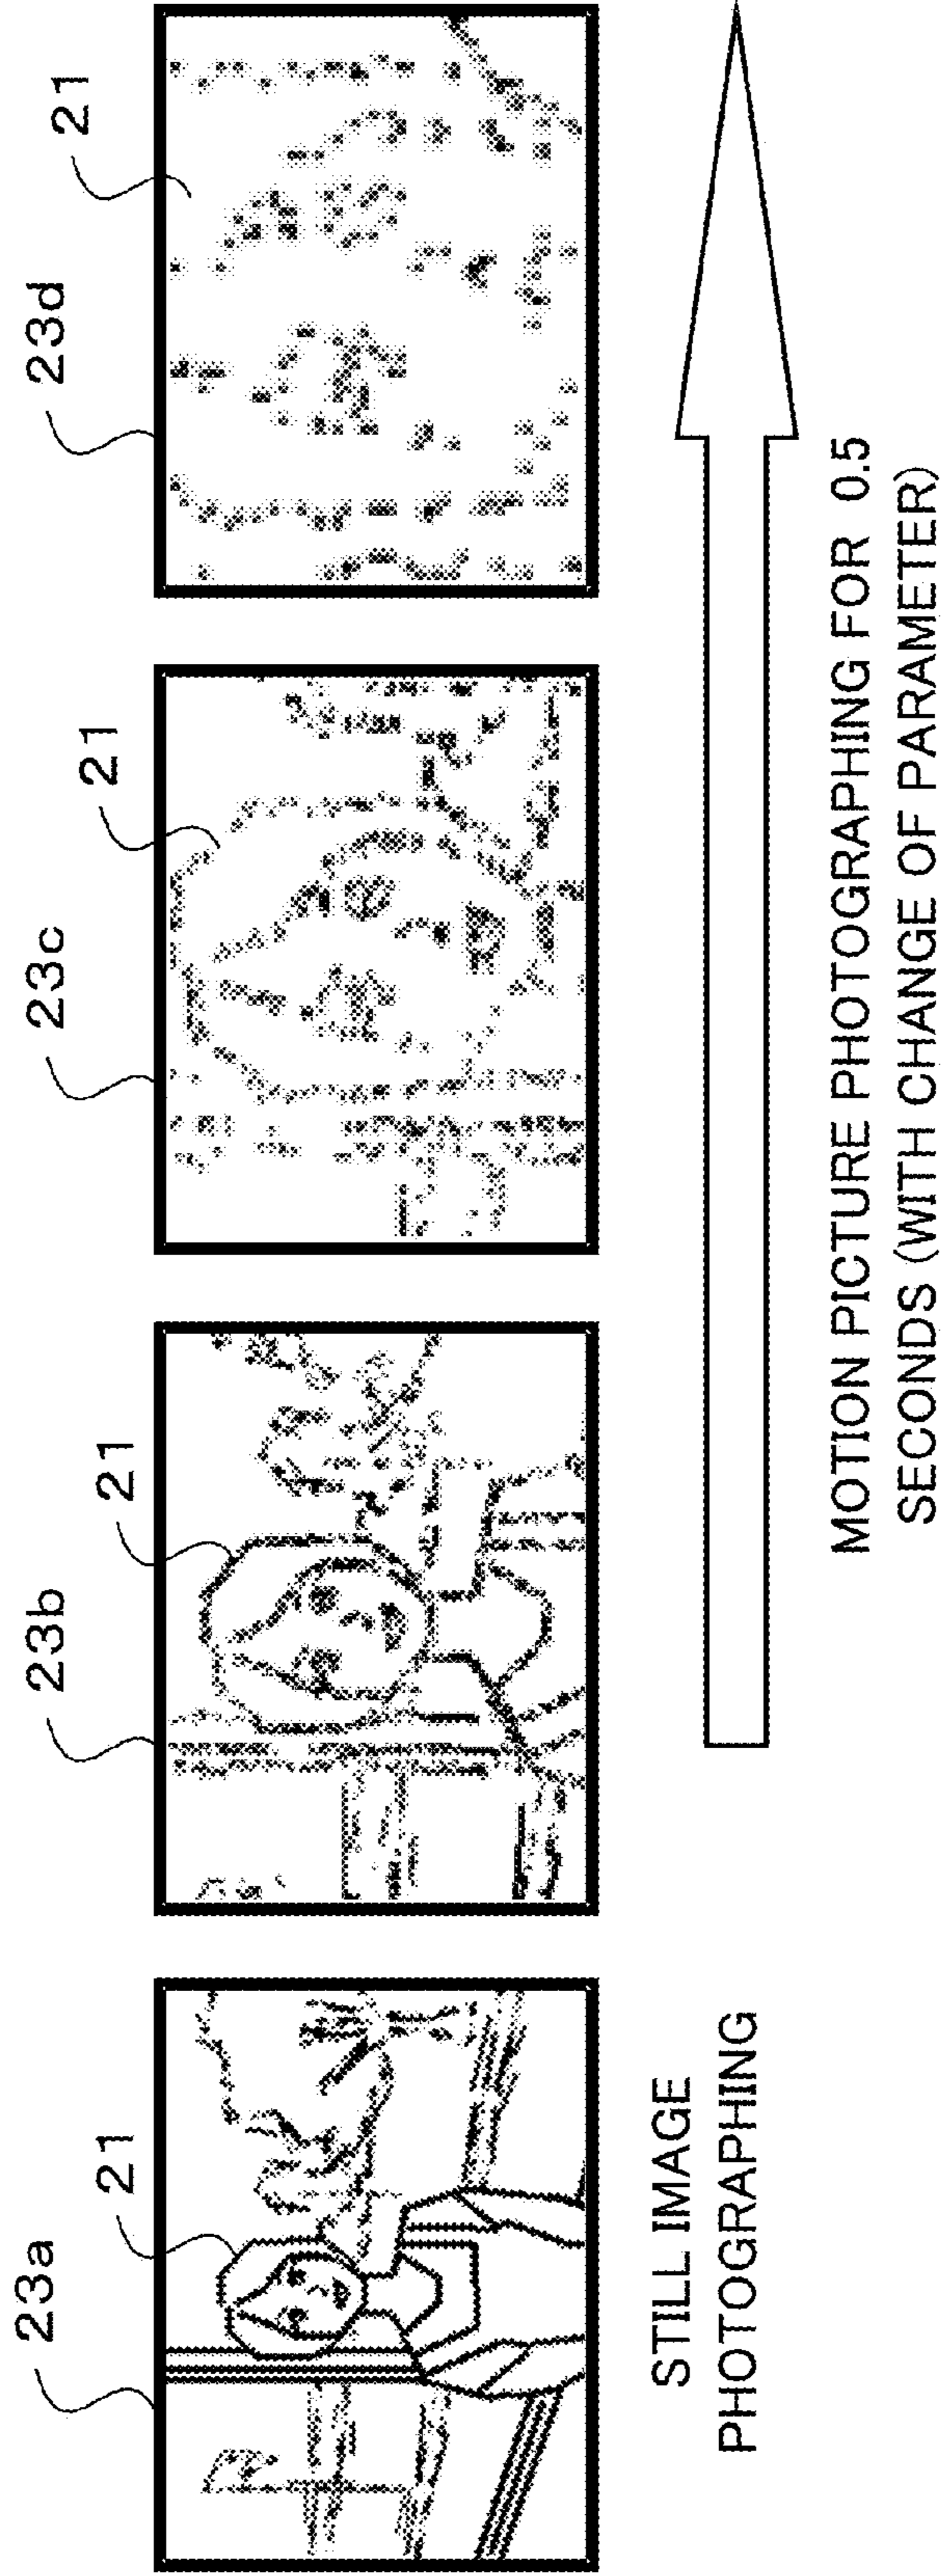 23a
21
23b
21
23c
21
23d
21
STILL IMAGE
PHOTOGRAPHING
MOTION PICTURE PHOTOGRAPHING FOR 0.5
SECONDS (WITH CHANGE OF PARAMETER)